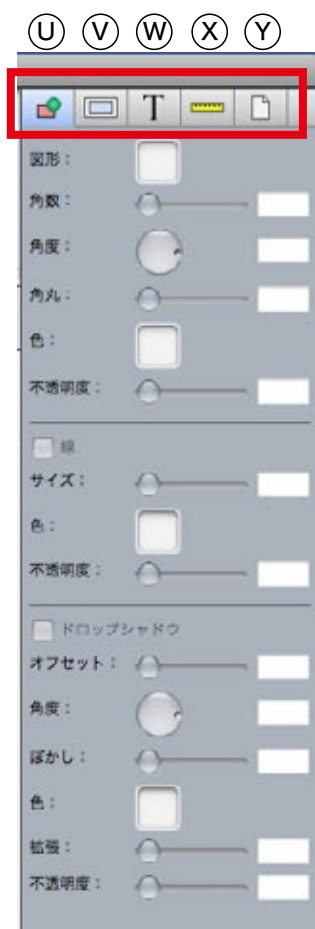 Ⓤ Ⓥ Ⓦ Ⓧ Ⓨ
T
図形：
角数：
角度：
角丸：
色：
不透明度：
線
サイズ：
色：
不透明度：
ドロップシャドウ
オフセット：
角度：
ぼかし：
色：
拡張：
不透明度：